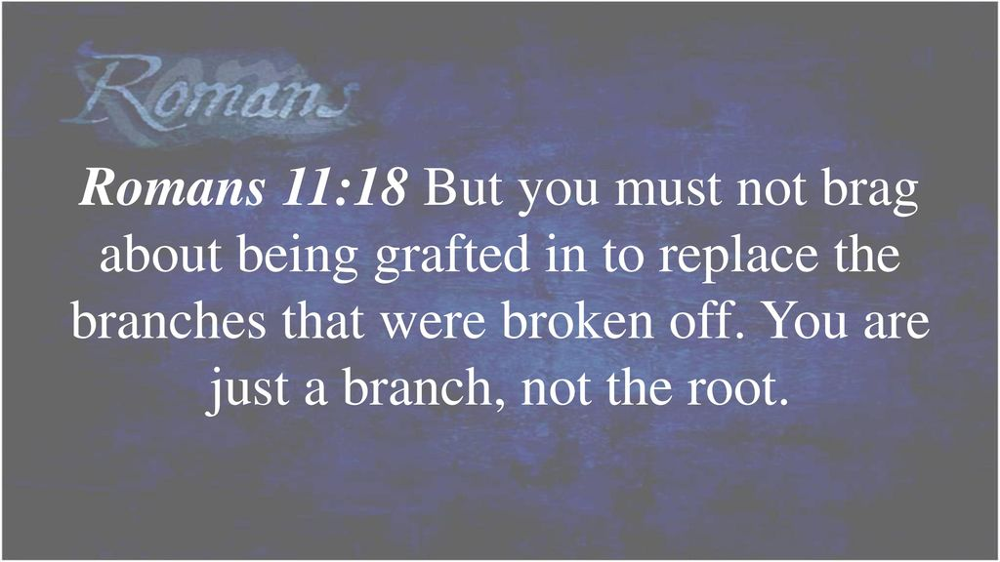 Romans
Romans 11:18 But you must not brag
about being grafted in to replace the
branches that were broken off. You are
just a branch, not the root.